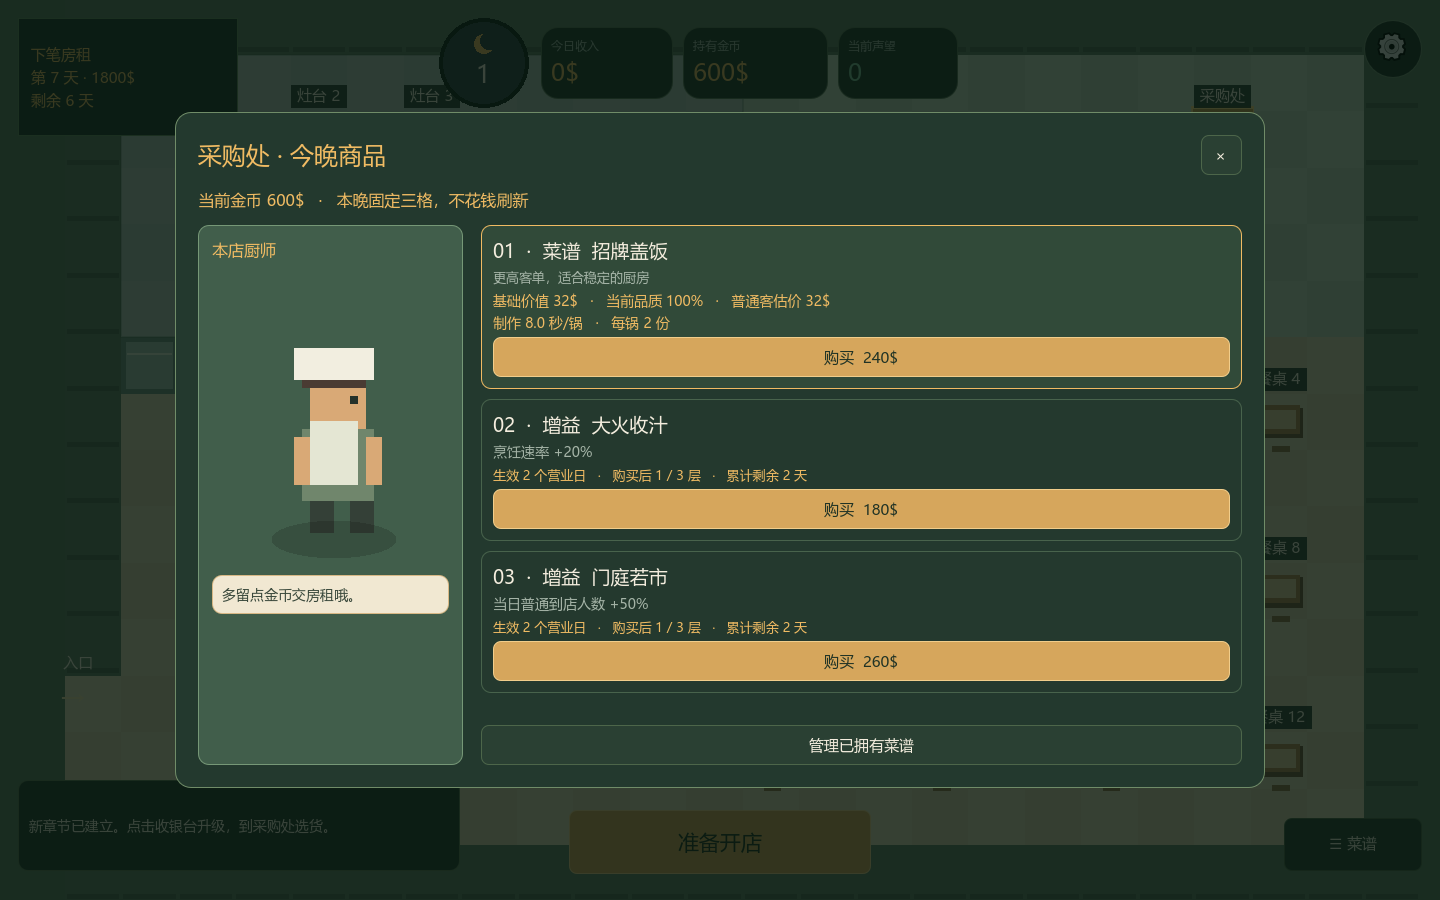 下笔房租
第 7 天 · 1800$
剩余 6 天
灶台 2
灶台 3
1
今日收入
0$
持有金币
600$
当前声望
0
采购处
采购处 · 今晚商品
×
当前金币 600$ · 本晚固定三格，不花钱刷新
本店厨师
多留点金币交房租哦。
01 · 菜谱 招牌盖饭
更高客单，适合稳定的厨房
基础价值 32$ · 当前品质 100% · 普通客估价 32$
制作 8.0 秒/锅 · 每锅 2 份
购买 240$
02 · 增益 大火收汁
烹饪速率 +20%
生效 2 个营业日 · 购买后 1 / 3 层 · 累计剩余 2 天
购买 180$
03 · 增益 门庭若市
当日普通到店人数 +50%
生效 2 个营业日 · 购买后 1 / 3 层 · 累计剩余 2 天
购买 260$
管理已拥有菜谱
餐桌 4
餐桌 8
桌 12
入口
新章节已建立。点击收银台升级，到采购处选货。
准备开店
☰ 菜谱